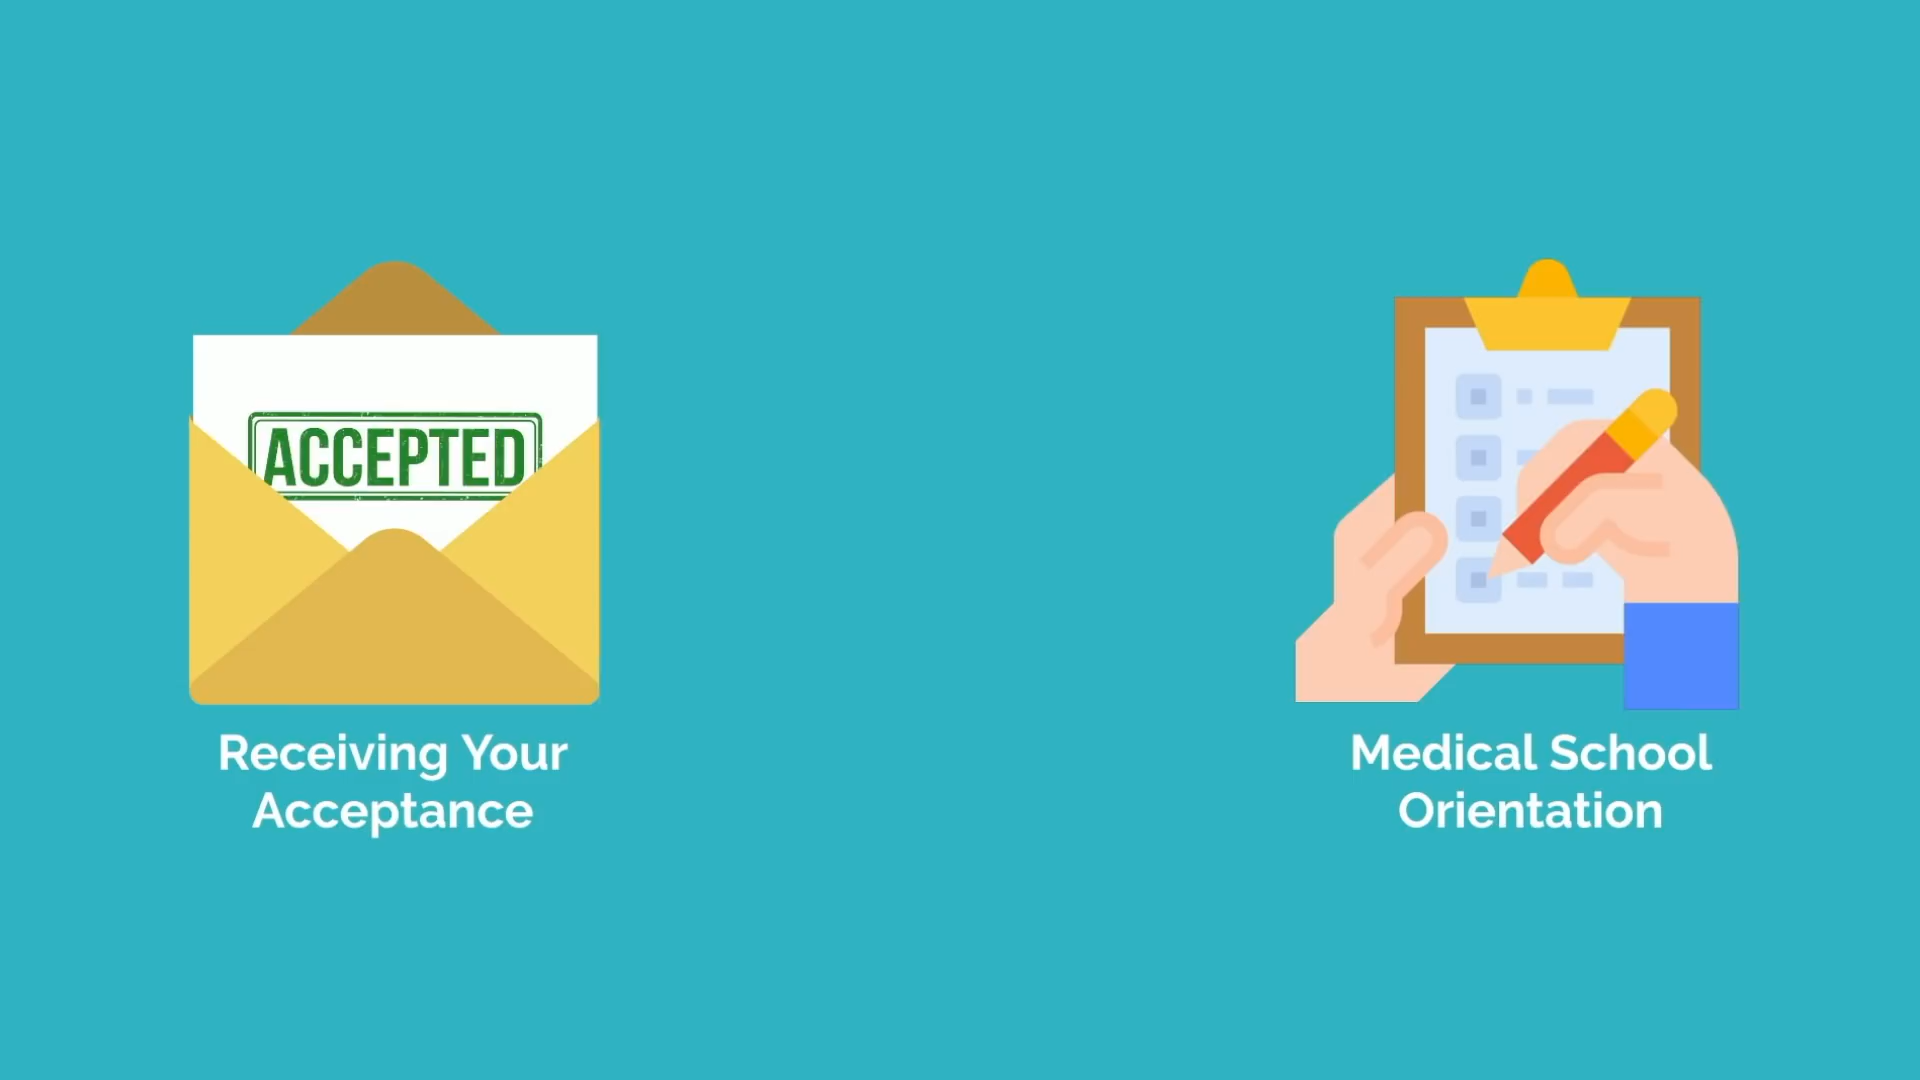 ACCEPTED
Receiving Your
Acceptance
Medical School
Orientation